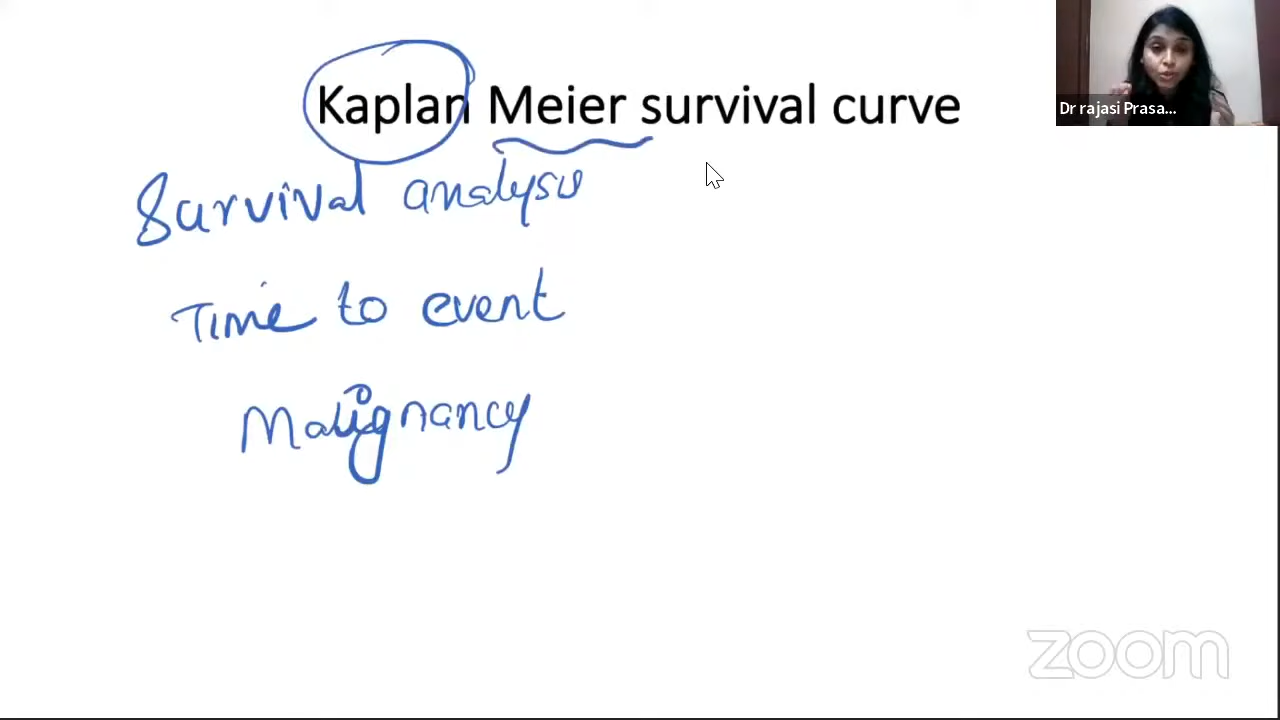 Kaplan Meier survival curve
Dr rajasi Prasa...
Survival analysis
Time to event
Malignancy
zoom